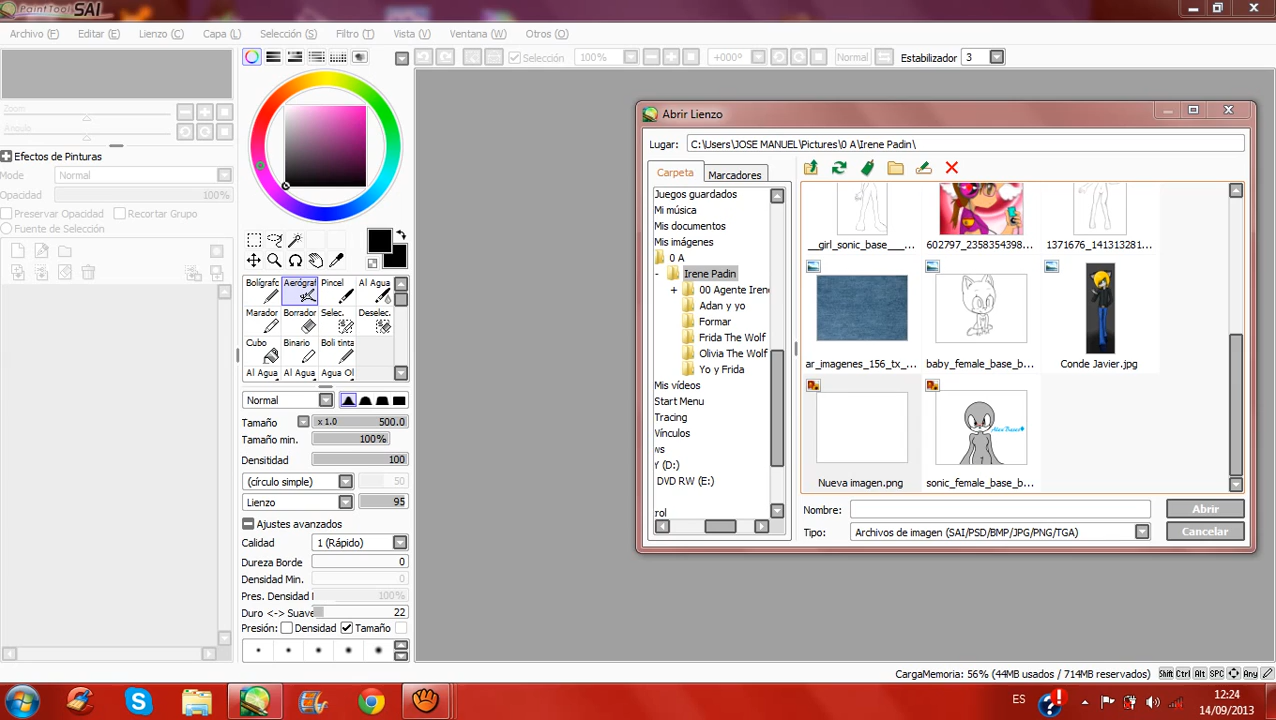 PaintTool SAI
Archivo (F) Editar (E) Lienzo (C) Capa (L) Selección (S) Filtro (T) Vista (V) Ventana (W) Otros (O)
Selección 100% +000º Normal Estabilizador 3
Zoom
Ángulo
Efectos de Pinturas
Modo Normal
Opacidad 100%
Preservar Opacidad Recortar Grupo
Fuente de Selección
Bolígrafo Aerógraf Pincel Al Agua
Marador Borrador Selec. Deselec.
Cubo Binario Boli tinta
Al Agua Al Agua Agua Ol
Normal
Tamaño x 1.0 500.0
Tamaño min. 100%
Densitidad 100
(círculo simple) 50
Lienzo 95
Ajustes avanzados
Calidad 1 (Rápido)
Dureza Borde 0
Densidad Min. 0
Pres. Densidad 100%
Duro <-> Suave 22
Presión: Densidad Tamaño
Abrir Lienzo
Lugar: C:\Users\JOSE MANUEL\Pictures\0 A\Irene Padin\
Carpeta Marcadores
Juegos guardados
Mi música
Mis documentos
Mis imágenes
0 A
- Irene Padin
+ 00 Agente Iren
Adan y yo
Formar
Frida The Wolf
Olivia The Wolf
Yo y Frida
Mis vídeos
Start Menu
Tracing
Vínculos
ws
Y (D:)
DVD RW (E:)
rol
__girl_sonic_base____... 602797_2358354398... 1371676_141313281...
ar_imagenes_156_tx_... baby_female_base_b... Conde Javier.jpg
Nueva imagen.png sonic_female_base_b...
Nombre: Abrir
Tipo: Archivos de imagen (SAI/PSD/BMP/JPG/PNG/TGA) Cancelar
CargaMemoria: 56% (44MB usados / 714MB reservados) Shift Ctrl Alt SPC Any
ES 12:24
14/09/2013